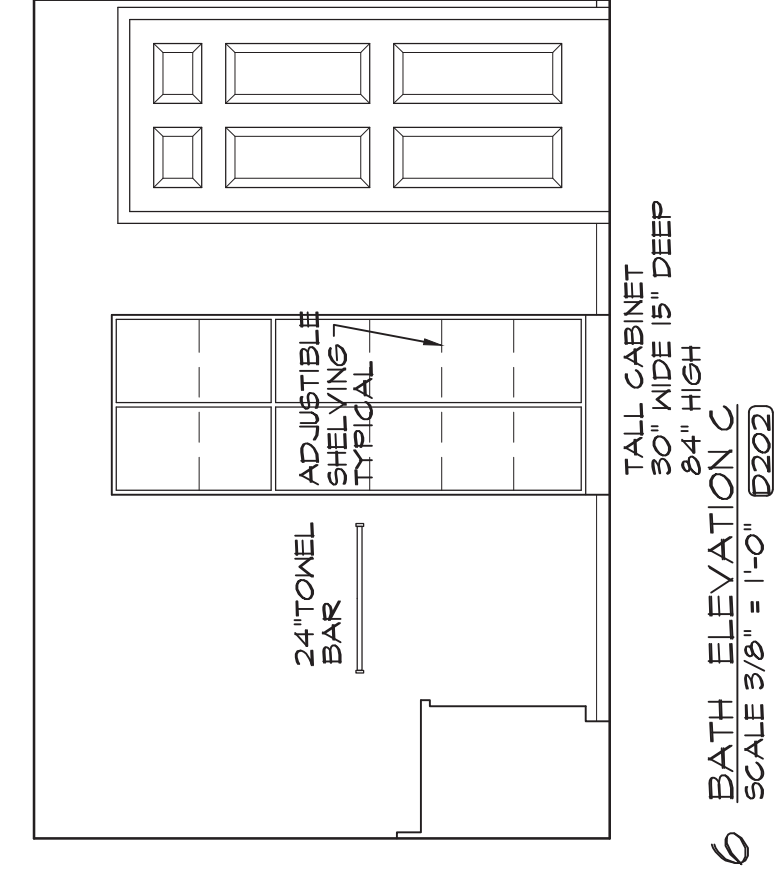 24"TOWEL
BAR
ADJUSTIBLE
SHELVING
TYPICAL
TALL CABINET
30" WIDE 15" DEEP
84" HIGH
6 BATH ELEVATION C
SCALE 3/8" = 1'-0" D202